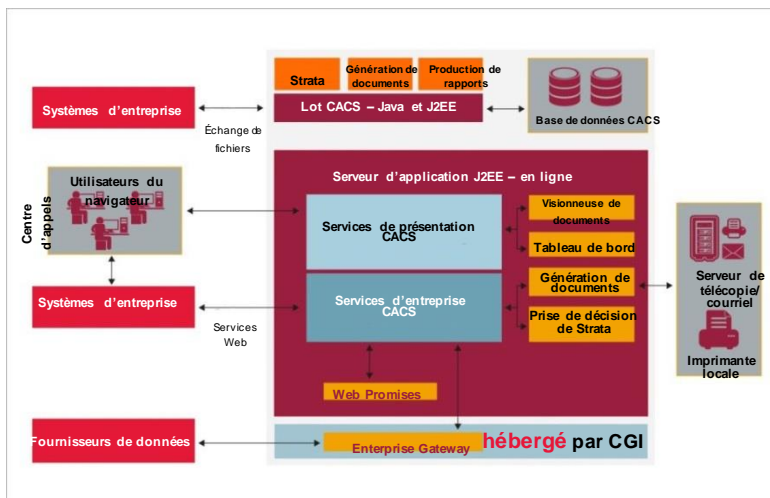 Strata
Génération de
documents
Production de
rapports
Systèmes d'entreprise
Lot CACS – Java et J2EE
Base de données CACS
Échange de
fichiers
Serveur d'application J2EE – en ligne
Centre
d'appels
Utilisateurs du
navigateur
Services de présentation
CACS
Visionneuse de
documents
Tableau de bord
Systèmes d'entreprise
Services d'entreprise
CACS
Génération de
documents
Prise de décision
de Strata
Serveur de
télécopie/
courriel
Imprimante
locale
Services
Web
Web Promises
Fournisseurs de données
Enterprise Gateway
hébergé par CGI